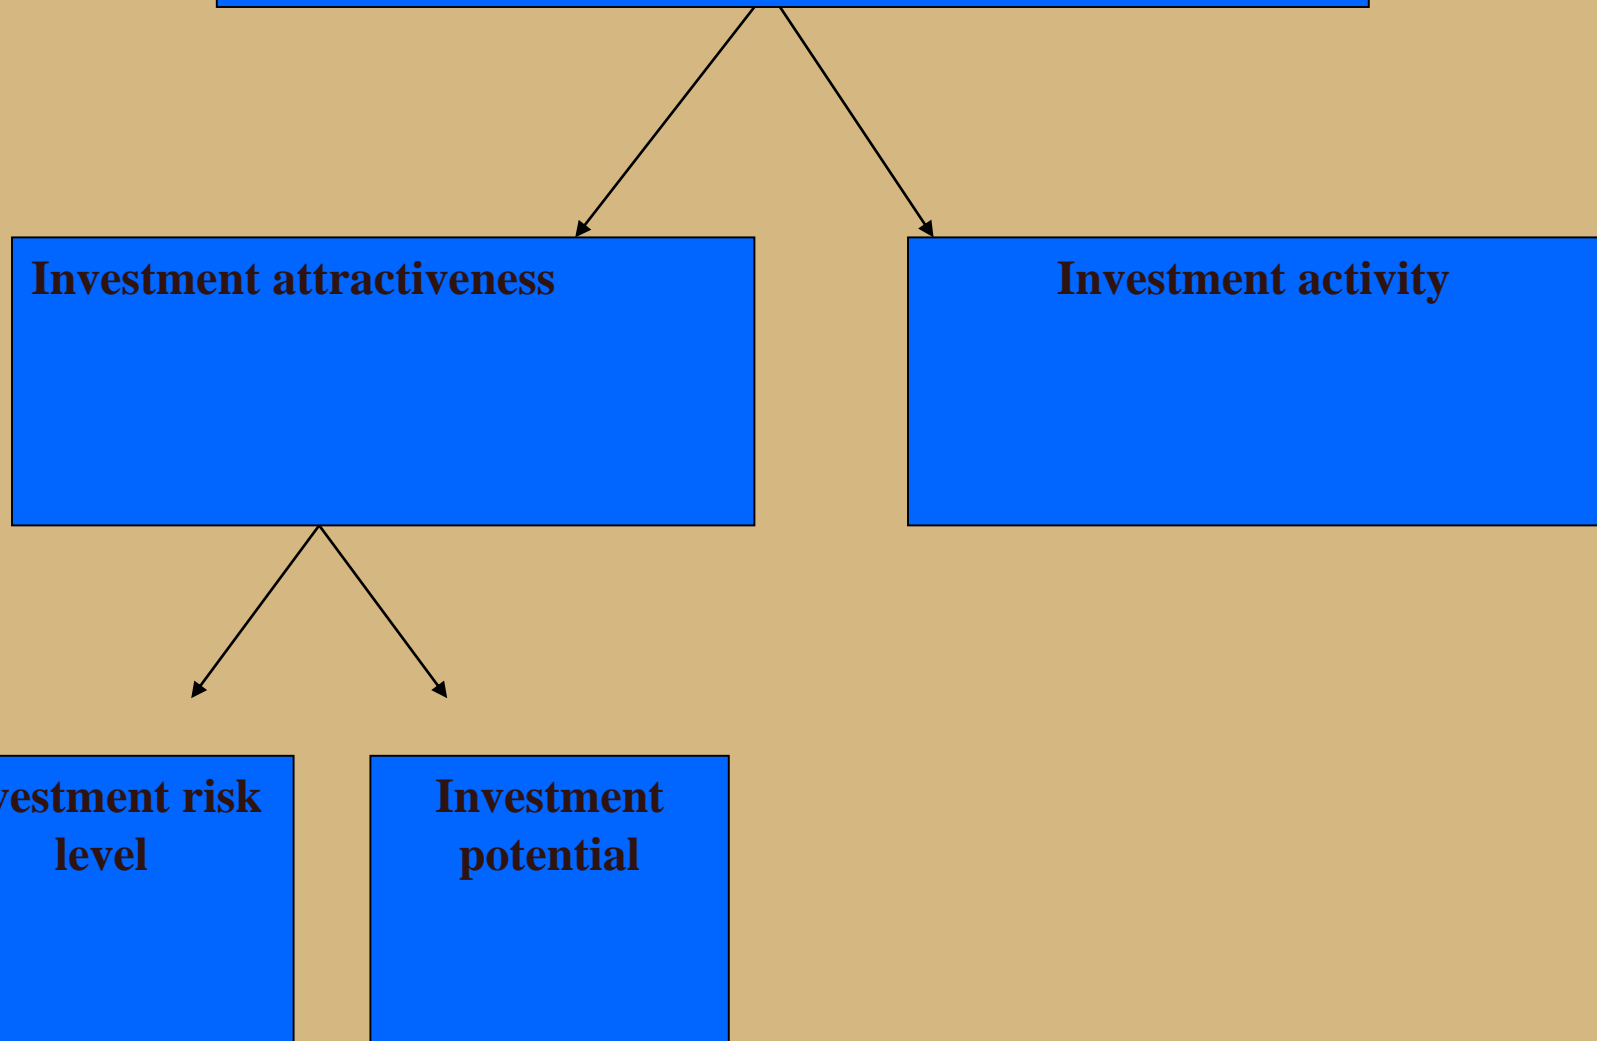 Investment attractiveness
Investment activity
vestment risk
level
Investment
potential